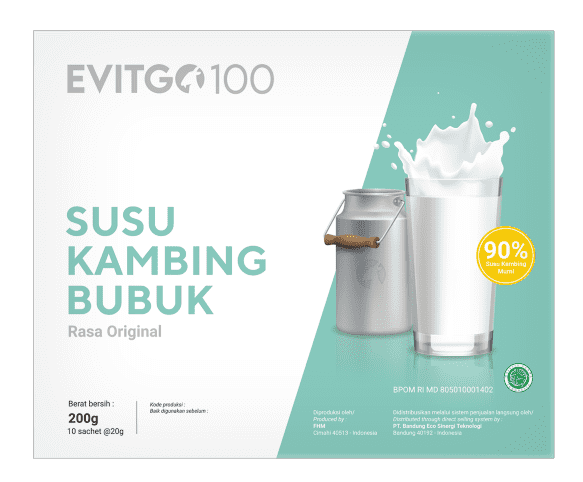 EVITGO100
SUSU
KAMBING
BUBUK
Rasa Original
90%
Susu Kambing
Murni
BPOM RI MD 805010001402
Berat bersih :
200g
10 sachet @20g
Kode produksi :
Baik digunakan sebelum :
Diproduksi oleh/
Produced by
FHM
Cimahi 40513 - Indonesia
Didistribusikan melalui sistem penjualan langsung oleh/
Distributed through direct selling system by
PT. Bandung Eco Sinergi Teknologi
Bandung 40152 - Indonesia